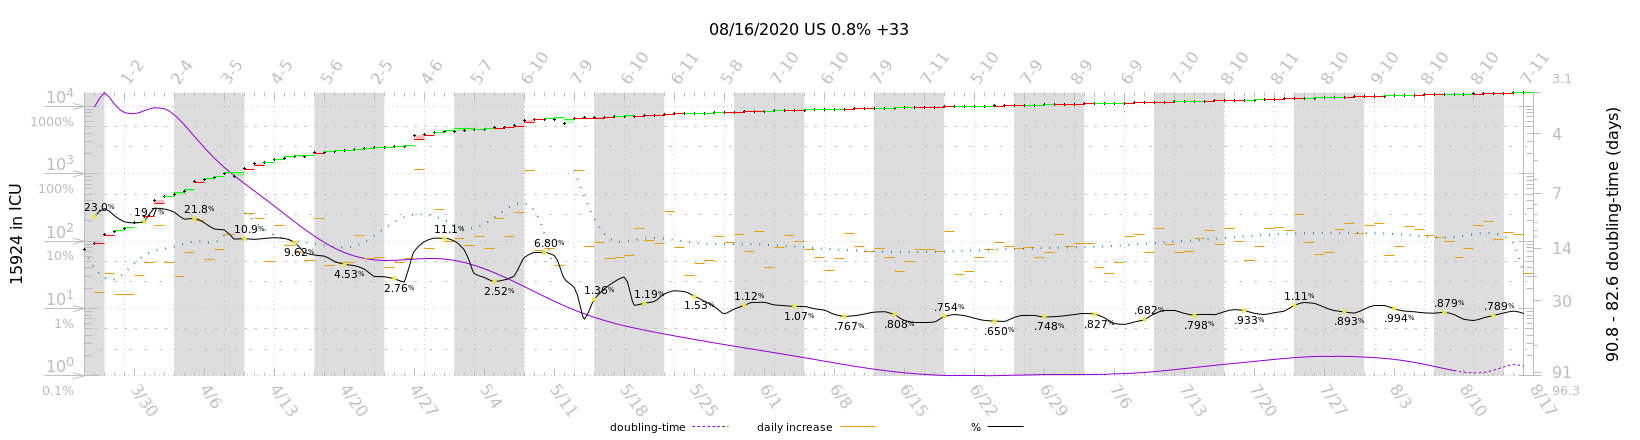 08/16/2020 US 0.8% +33
1-2 2-4 3-5 4-5 5-6 2-5 4-6 5-7 6-10 7-9 6-10 6-11 5-8 6-10 7-9 7-11 5-10 7-9 8-9 6-9 7-10 8-10 8-11 8-10 9-10 8-10 8-10 7-11
15924 in ICU
10^4
1000%
10^3
100%
10^2
10%
10^1
1%
10^0
0.1%
23.0% 19.7% 21.8% 10.9% 9.62% 4.53% 2.76% 11.1% 2.52% 6.80% 1.36% 1.19% 1.53% 1.12% 1.07% .767% .808% .754% .650% .748% .827% .682% .798% .933% 1.11% .893% .994% .879% .789%
3.1
4
7
14
30
91
96.3
90.8 - 82.6 doubling-time (days)
3/30 4/6 4/13 4/20 4/27 5/4 5/11 5/18 5/25 6/1 6/8 6/15 6/22 6/29 7/6 7/13 7/20 7/27 8/3 8/10 8/17
doubling-time daily increase %